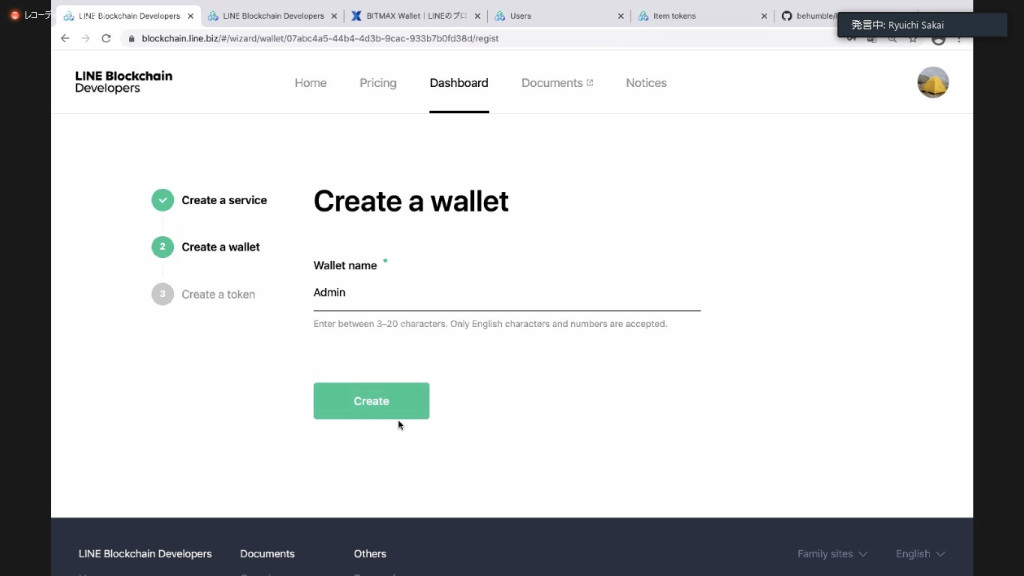 レコーデ
LINE Blockchain Developers
LINE Blockchain Developers
BITMAX Wallet | LINEのブロ
Users
Item tokens
behumble/
発言中: Ryuichi Sakai
blockchain.line.biz/#/wizard/wallet/07abc4a5-44b4-4d3b-9cac-933b7b0fd38d/regist
LINE Blockchain
Developers
Home
Pricing
Dashboard
Documents
Notices
Create a service
2 Create a wallet
3 Create a token
Create a wallet
Wallet name *
Admin
Enter between 3–20 characters. Only English characters and numbers are accepted.
Create
LINE Blockchain Developers
Documents
Others
Family sites
English